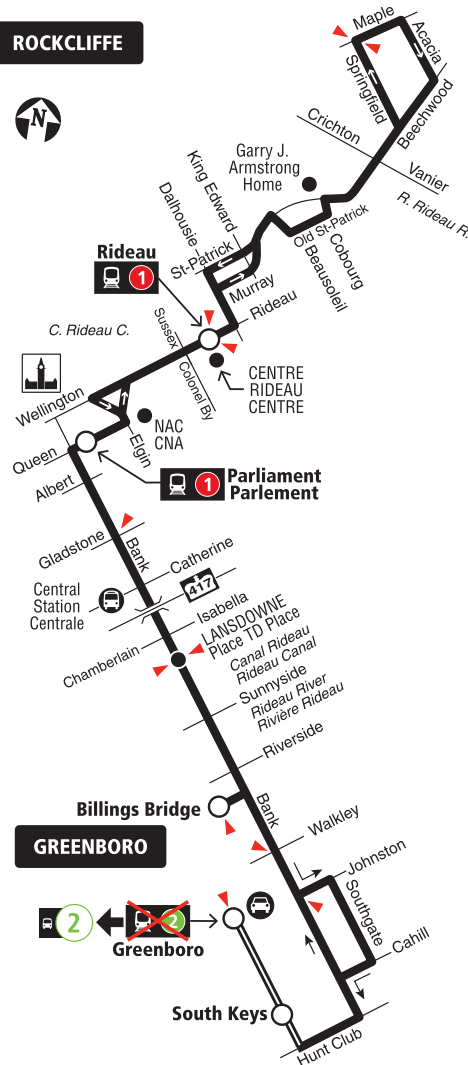 ROCKCLIFFE
Maple
Acacia
Springfield
Beechwood
N
Crichton
Vanier
R. Rideau R.
Garry J.
Armstrong
Home
King Edward
Dalhousie
St-Patrick
Old St-Patrick
Cobourg
Beausoleil
Murray
Rideau
Rideau
1
C. Rideau C.
Sussex
Colonel By
CENTRE
RIDEAU
CENTRE
Wellington
NAC
CNA
Elgin
Queen
Albert
1
Parliament
Parlement
Gladstone
Bank
Catherine
417
Central
Station
Centrale
Isabella
Chamberlain
LANSDOWNE
Place TD Place
Canal Rideau
Rideau Canal
Sunnyside
Rideau River
Rivière Rideau
Riverside
Billings Bridge
Bank
Walkley
GREENBORO
Johnston
Southgate
Cahill
2
2
Greenboro
South Keys
Hunt Club